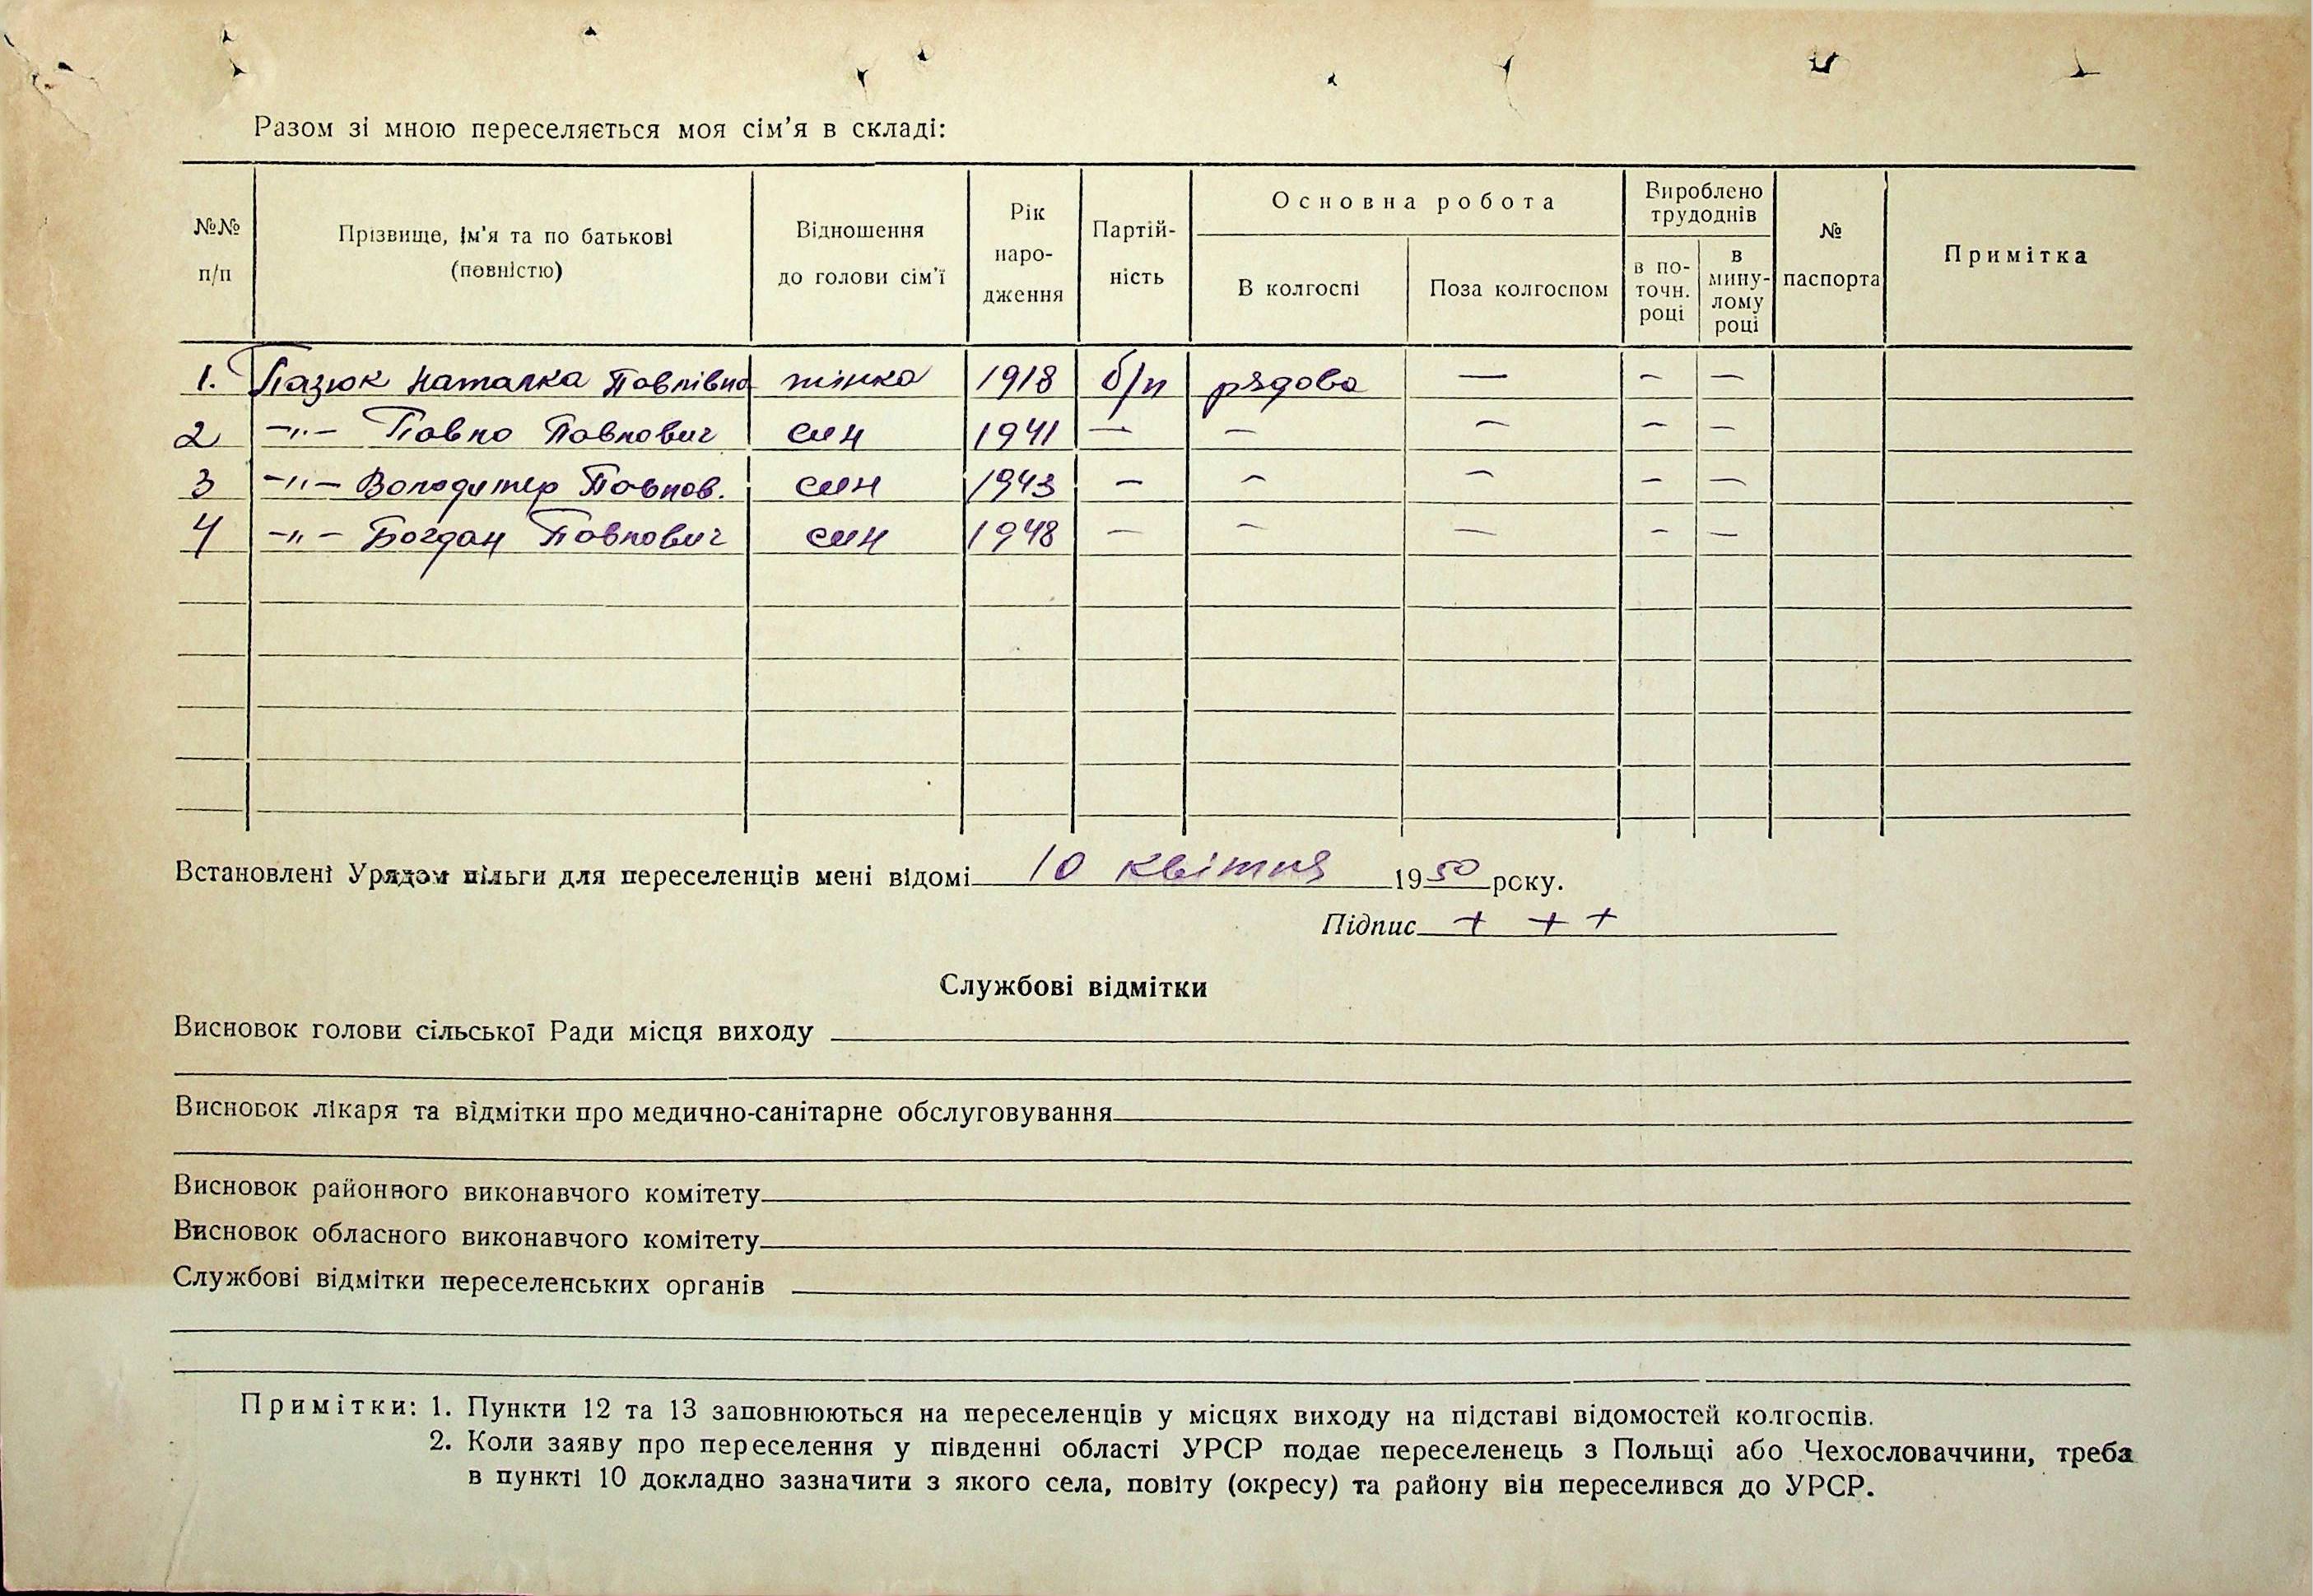 Разом зі мною переселяється моя сім’я в складі:
№№ п/п | Прізвище, ім’я та по батькові (повністю) | Відношення до голови сім’ї | Рік народження | Партійність | Основна робота | Вироблено трудоднів | № паспорта | Примітка
В колгоспі | Поза колгоспом | в поточн. році | в минулому році
1. Пазюк Наталка Павлівна жінка 1918 б/п рядова — — —
2 -"- Павло Павлович син 1941 — — — — —
3 -"- Володимер Павлов. син 1943 — — — — —
4 -"- Богдан Павлович син 1948 — — — — —
Встановлені Урядом пільги для переселенців мені відомі 10 квітня 1950 року.
Підпис + + +
Службові відмітки
Висновок голови сільської Ради місця виходу
Висновок лікаря та відмітки про медично-санітарне обслуговування
Висновок районного виконавчого комітету
Висновок обласного виконавчого комітету
Службові відмітки переселенських органів
Примітки: 1. Пункти 12 та 13 заповнюються на переселенців у місцях виходу на підставі відомостей колгоспів.
2. Коли заяву про переселення у південні області УРСР подає переселенець з Польщі або Чехословаччини, треба
в пункті 10 докладно зазначити з якого села, повіту (окресу) та району він переселився до УРСР.